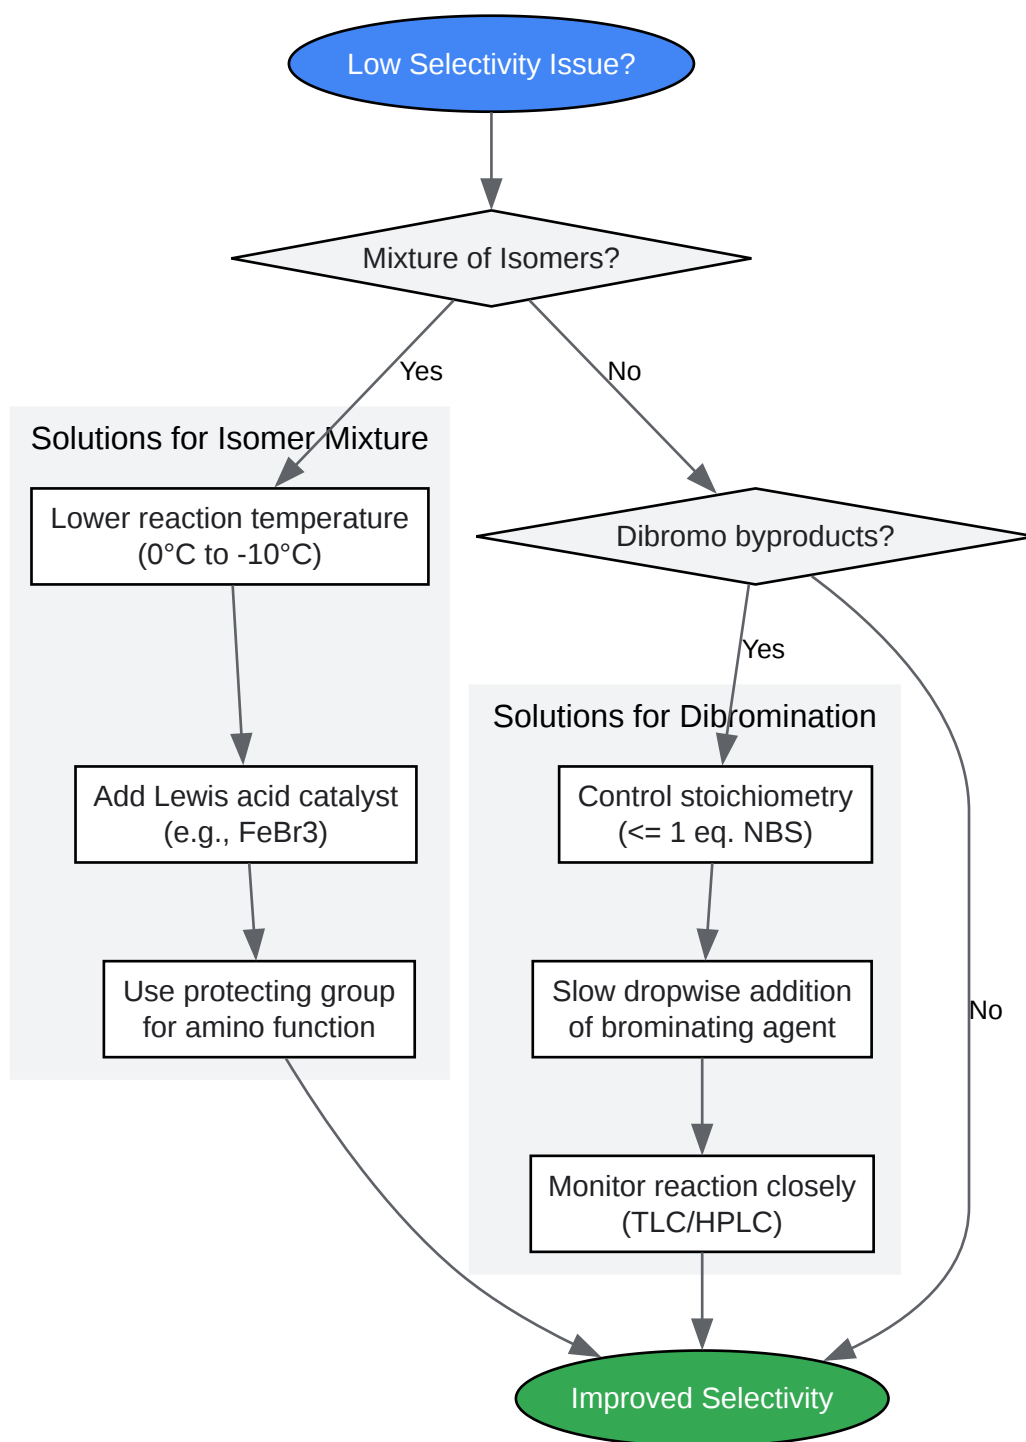 Low Selectivity Issue?
Mixture of Isomers?
Yes
No
Solutions for Isomer Mixture
Lower reaction temperature
(0°C to -10°C)
Dibromo byproducts?
Yes
Solutions for Dibromination
Add Lewis acid catalyst
(e.g., FeBr3)
Control stoichiometry
(<= 1 eq. NBS)
Use protecting group
for amino function
Slow dropwise addition
of brominating agent
No
Monitor reaction closely
(TLC/HPLC)
Improved Selectivity